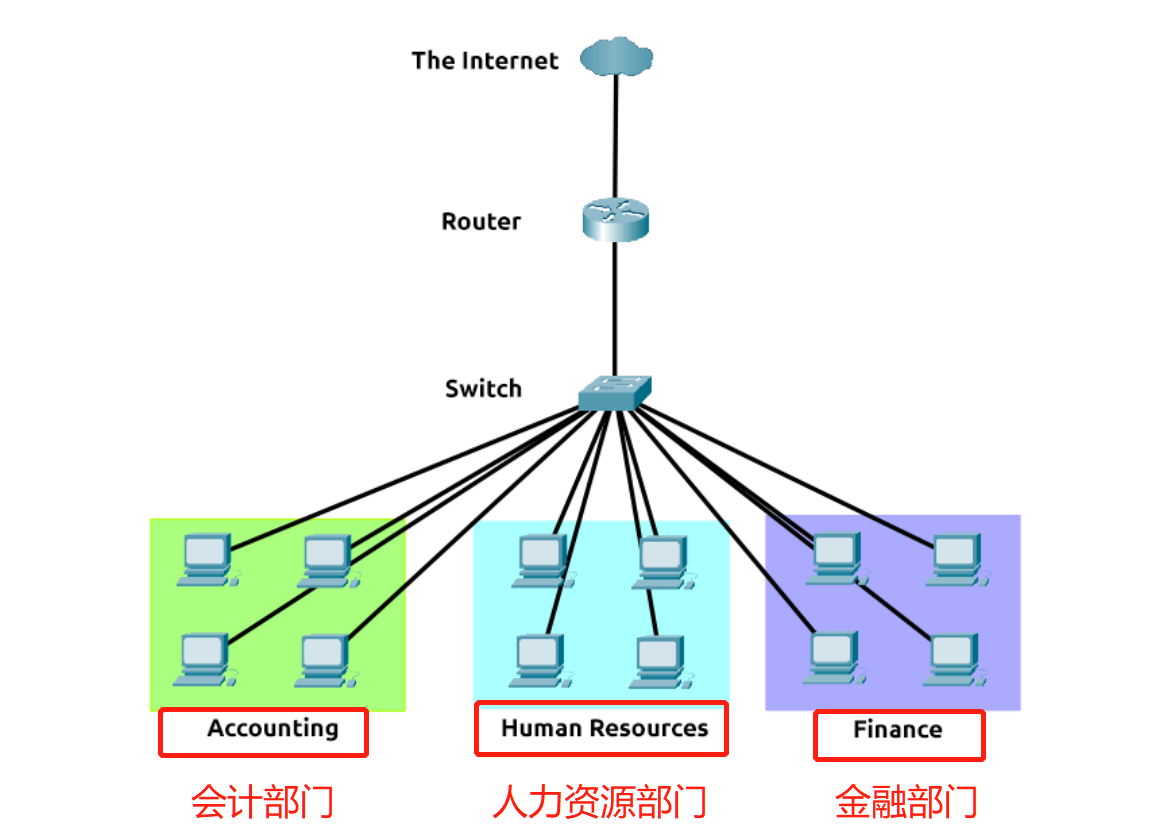 The Internet
Router
Switch
Accounting
Human Resources
Finance
会计部门
人力资源部门
金融部门